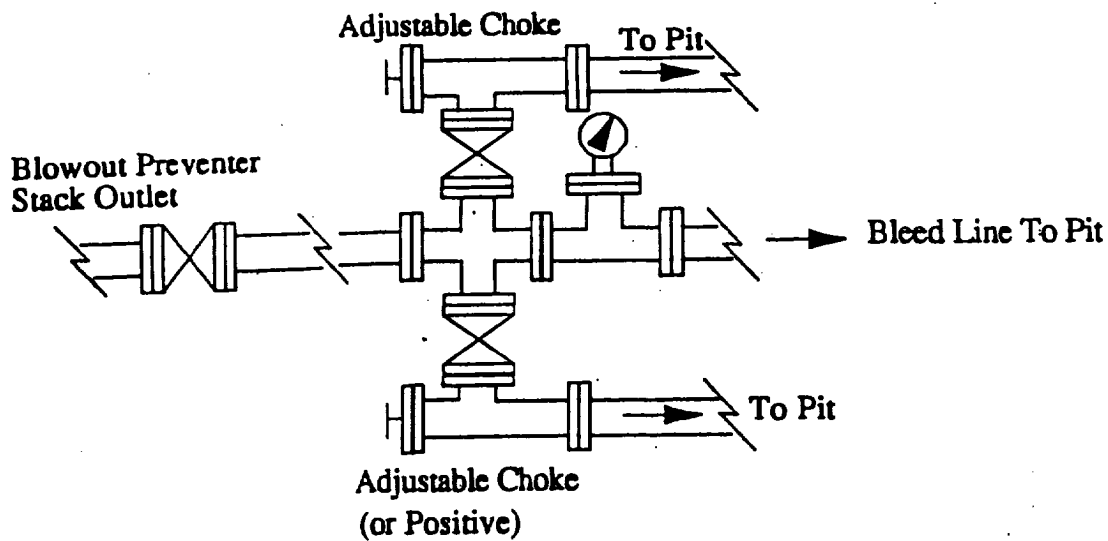 Adjustable Choke
To Pit
Blowout Preventer
Stack Outlet
Bleed Line To Pit
To Pit
Adjustable Choke
(or Positive)